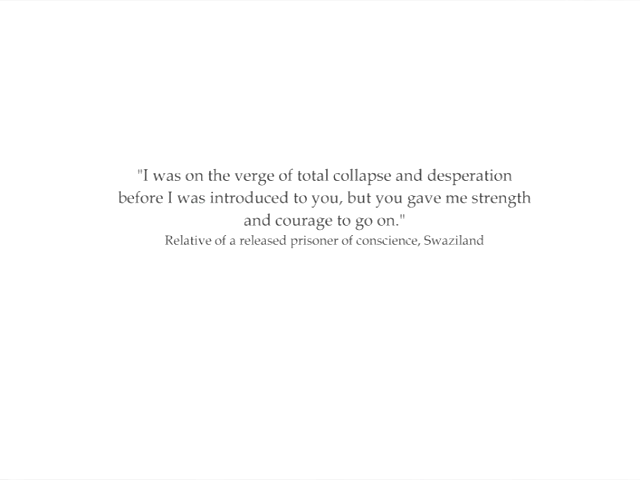 "I was on the verge of total collapse and desperation
before I was introduced to you, but you gave me strength
and courage to go on."
Relative of a released prisoner of conscience, Swaziland